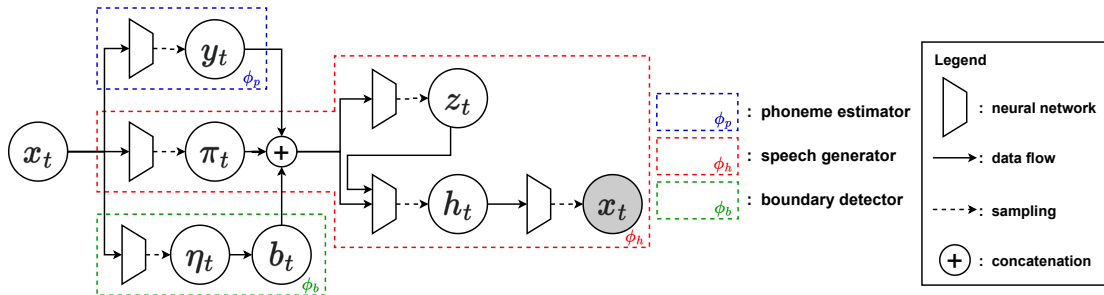 x_t
y_t
ϕ_p
π_t
+
η_t
b_t
ϕ_b
z_t
h_t
x_t
ϕ_h
ϕ_p : phoneme estimator
ϕ_h : speech generator
ϕ_b : boundary detector
Legend
: neural network
: data flow
: sampling
+ : concatenation